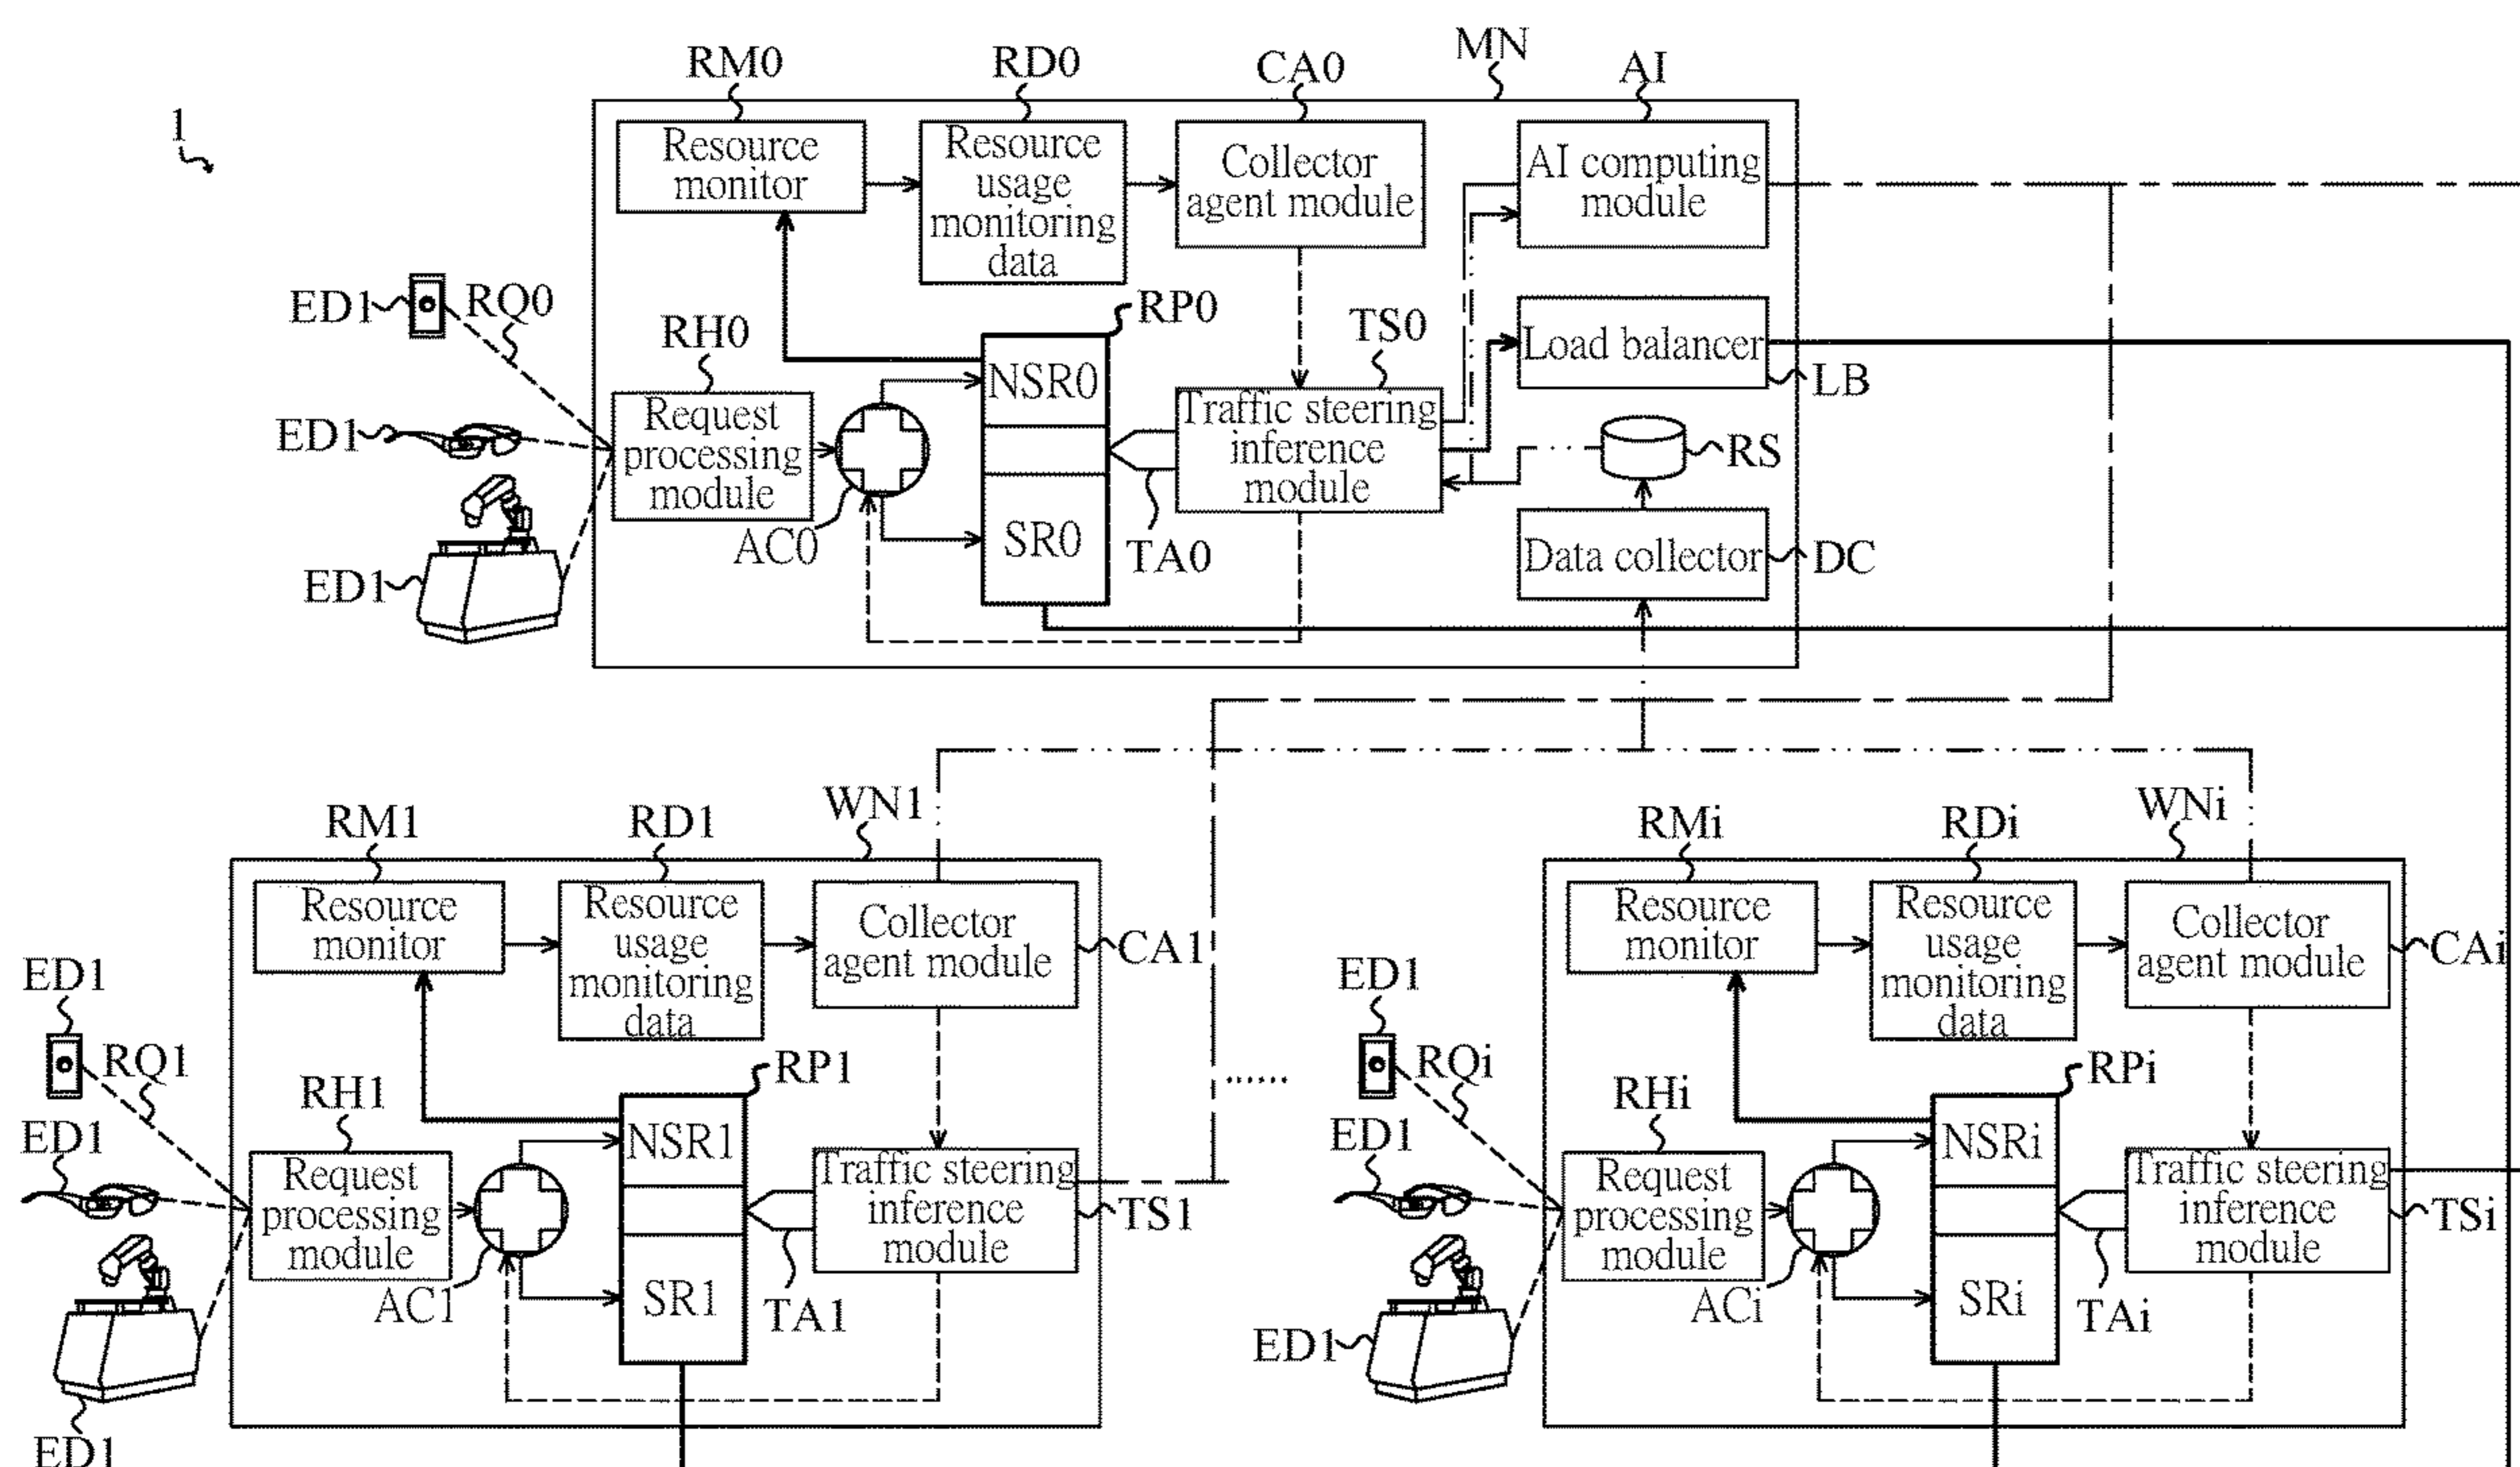 1
RM0
RD0
CA0
MN
AI
Resource
monitor
Resource
usage
monitoring
data
Collector
agent module
AI computing
module
ED1
RQ0
RP0
RH0
TS0
NSR0
Load balancer
LB
ED1
Request
processing
module
Traffic steering
inference
module
RS
AC0
SR0
TA0
Data collector
DC
ED1
WN1
RM1
RD1
Resource
monitor
Resource
usage
monitoring
data
Collector
agent module
CA1
ED1
RQ1
RP1
RH1
ED1
NSR1
Request
processing
module
Traffic steering
inference
module
TS1
AC1
SR1
TA1
ED1
......
WNi
RMi
RDi
Resource
monitor
Resource
usage
monitoring
data
Collector
agent module
CAi
ED1
RQi
RPi
RHi
ED1
NSRi
Request
processing
module
Traffic steering
inference
module
TSi
ACi
SRi
TAi
ED1